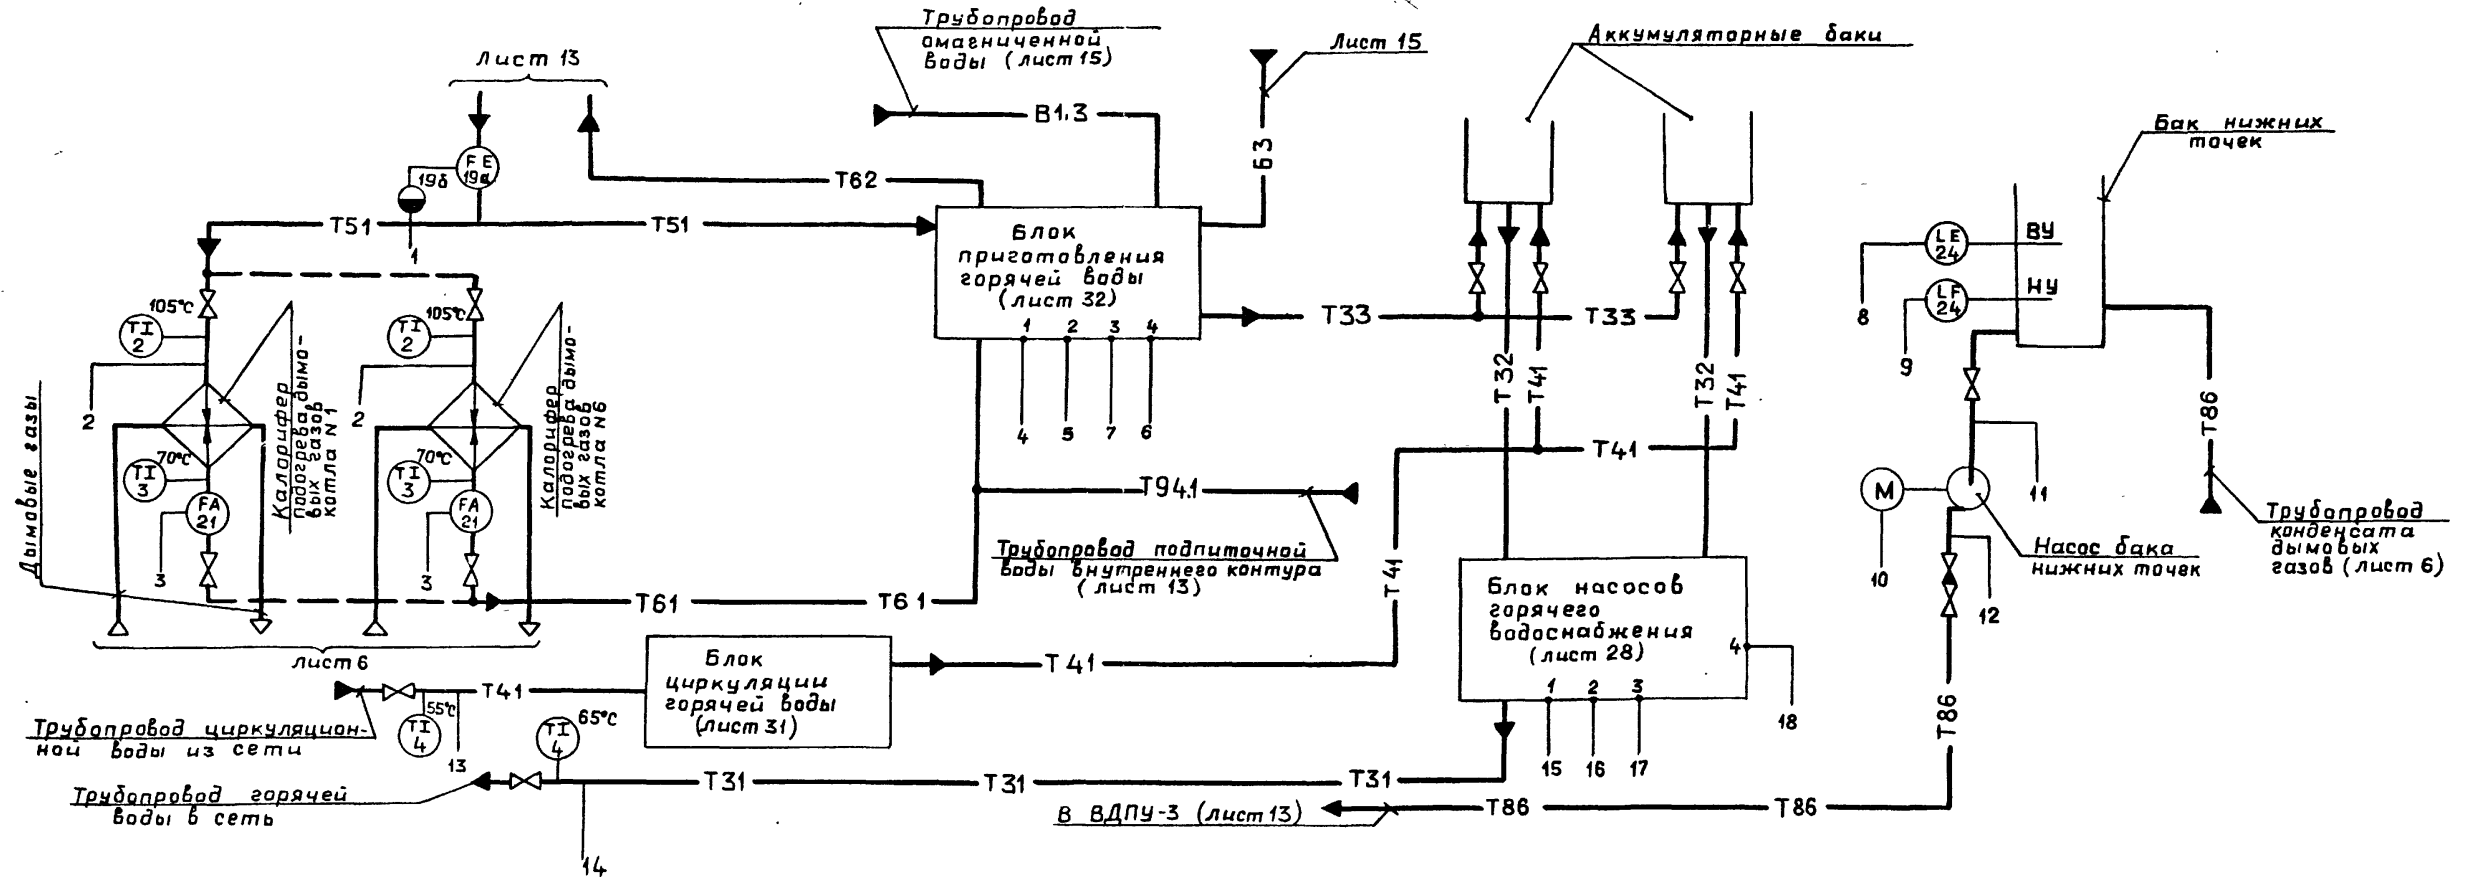 Лист 13
Трубопровод
омагниченной
воды (лист 15)
Лист 15
Аккумуляторные баки
Бак нижних
точек
В1.3
Б3
FE
19а
19б
Т62
Т51
Т51
1
Блок
приготовления
горячей воды
(лист 32)
1
2
3
4
4
5
7
6
Т33
Т33
Т32
Т41
Т32
Т41
Т41
Т41
LE
24
ВУ
LF
24
НУ
8
9
Т86
105°С
TI
2
2
105°С
TI
2
2
Дымовые газы
Калорифер
подогрева дымо-
вых газов
котла N1
Калорифер
подогрева дымо-
вых газов
котла N6
70°С
TI
3
FA
21
3
70°С
TI
3
FA
21
3
Т94.1
Трубопровод подпиточной
воды внутреннего контура
(лист 13)
Т61
Т61
лист 6
М
10
11
12
Насос бака
нижних точек
Трубопровод
конденсата
дымовых
газов (лист 6)
Блок насосов
горячего
водоснабжения
(лист 28)
4
1
2
3
15
16
17
18
Блок
циркуляции
горячей воды
(лист 31)
Т41
Т41
Трубопровод циркуляцион-
ной воды из сети
55°С
TI
4
13
65°С
TI
4
Трубопровод горячей
воды в сеть
14
Т31
Т31
Т31
В ВДПУ-3 (лист 13)
Т86
Т86
Т86